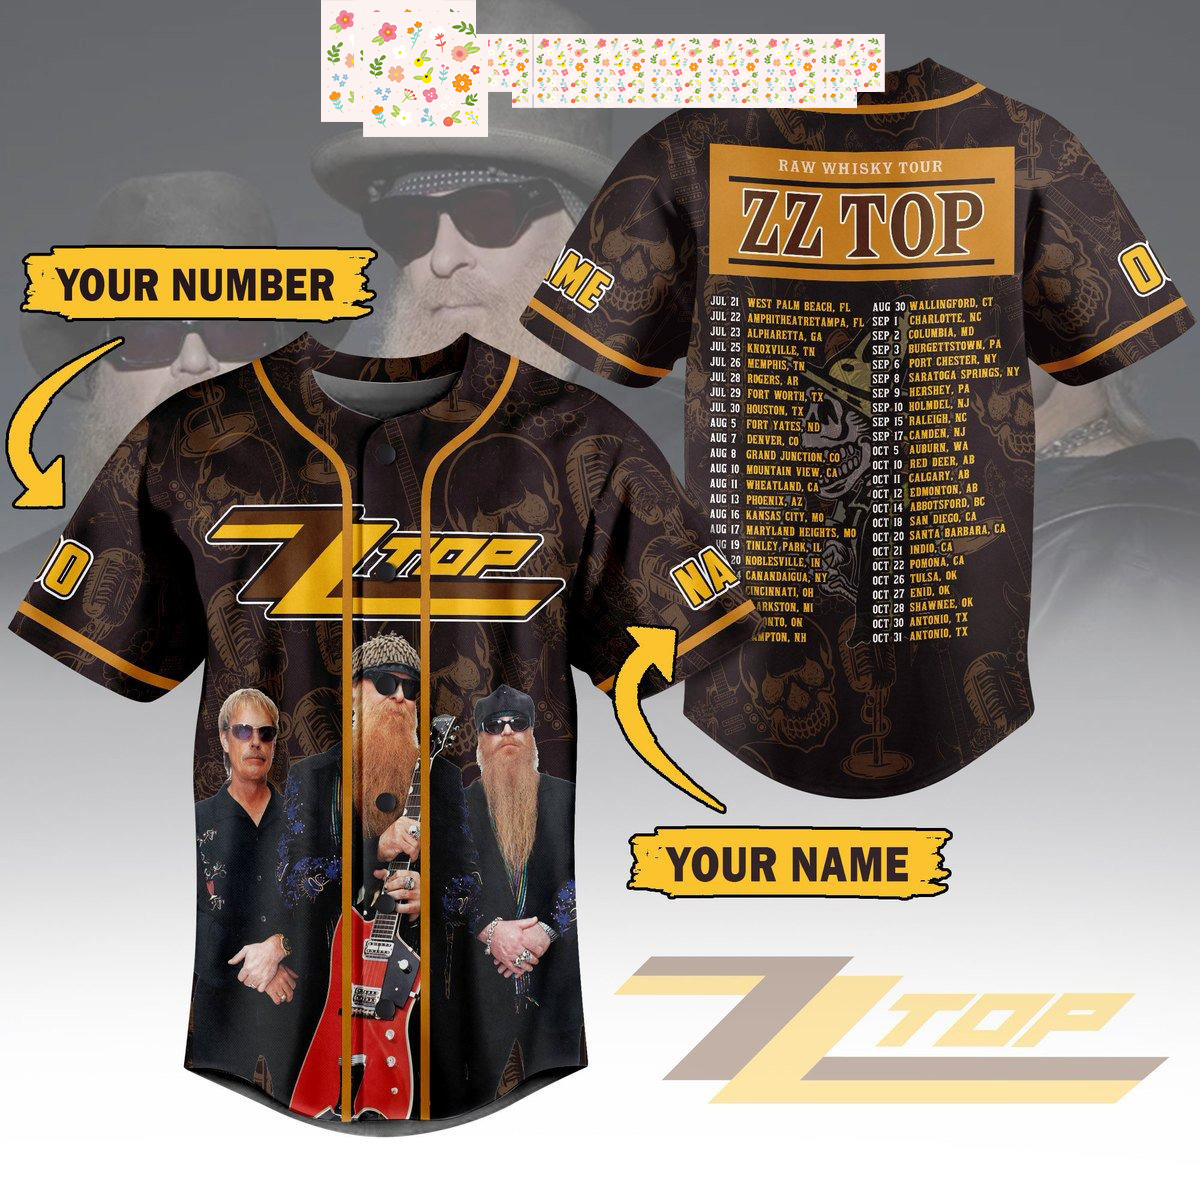 RAW WHISKY TOUR
ZZ TOP
YOUR NUMBER
AME
00
JUL 21 WEST PALM BEACH, FL
JUL 22 AMPHITHEATRETAMPA, FL
JUL 23 ALPHARETTA, GA
JUL 25 KNOXVILLE, TN
JUL 26 MEMPHIS, TN
JUL 28 ROGERS, AR
JUL 29 FORT WORTH, TX
JUL 30 HOUSTON, TX
AUG 5 FORT YATES, ND
AUG 7 DENVER, CO
AUG 8 GRAND JUNCTION, CO
AUG 10 MOUNTAIN VIEW, CA
AUG 11 WHEATLAND, CA
AUG 13 PHOENIX, AZ
AUG 16 KANSAS CITY, MO
AUG 17 MARYLAND HEIGHTS, MO
UG 19 TINLEY PARK, IL
20 NOBLESVILLE, IN
CANANDAIGUA, NY
CINCINNATI, OH
ARKSTON, MI
ONTO, ON
AMPTON, NH
AUG 30 WALLINGFORD, CT
SEP 1 CHARLOTTE, NC
SEP 2 COLUMBIA, MD
SEP 3 BURGETTSTOWN, PA
SEP 6 PORT CHESTER, NY
SEP 8 SARATOGA SPRINGS, NY
SEP 9 HERSHEY, PA
SEP 10 HOLMDEL, NJ
SEP 15 RALEIGH, NC
SEP 17 CAMDEN, NJ
OCT 5 AUBURN, WA
OCT 10 RED DEER, AB
OCT 11 CALGARY, AB
OCT 12 EDMONTON, AB
OCT 14 ABBOTSFORD, BC
OCT 18 SAN DIEGO, CA
OCT 20 SANTA BARBARA, CA
OCT 21 INDIO, CA
OCT 22 POMONA, CA
OCT 26 TULSA, OK
OCT 27 ENID, OK
OCT 28 SHAWNEE, OK
OCT 30 ANTONIO, TX
OCT 31 ANTONIO, TX
ZZ TOP
00
NA
YOUR NAME
ZZ TOP